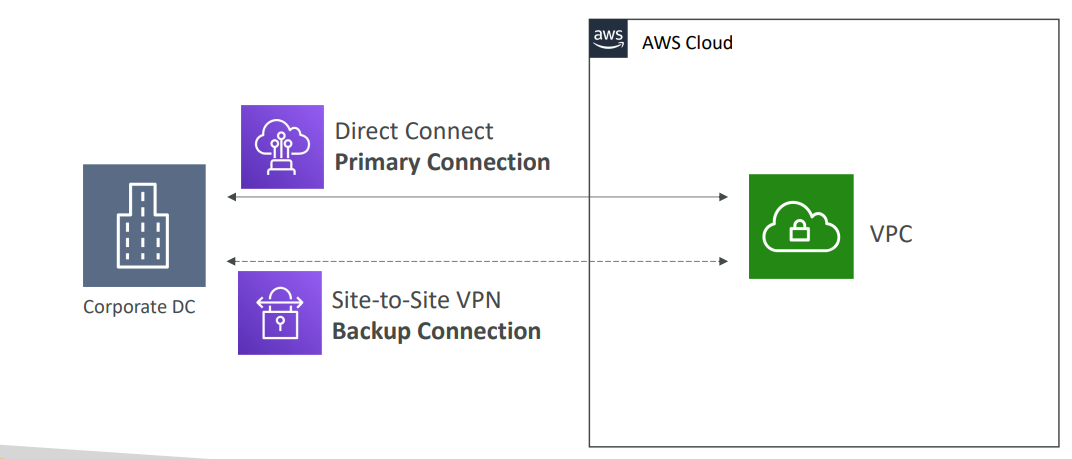 aws
AWS Cloud
Direct Connect
Primary Connection
VPC
Corporate DC
Site-to-Site VPN
Backup Connection